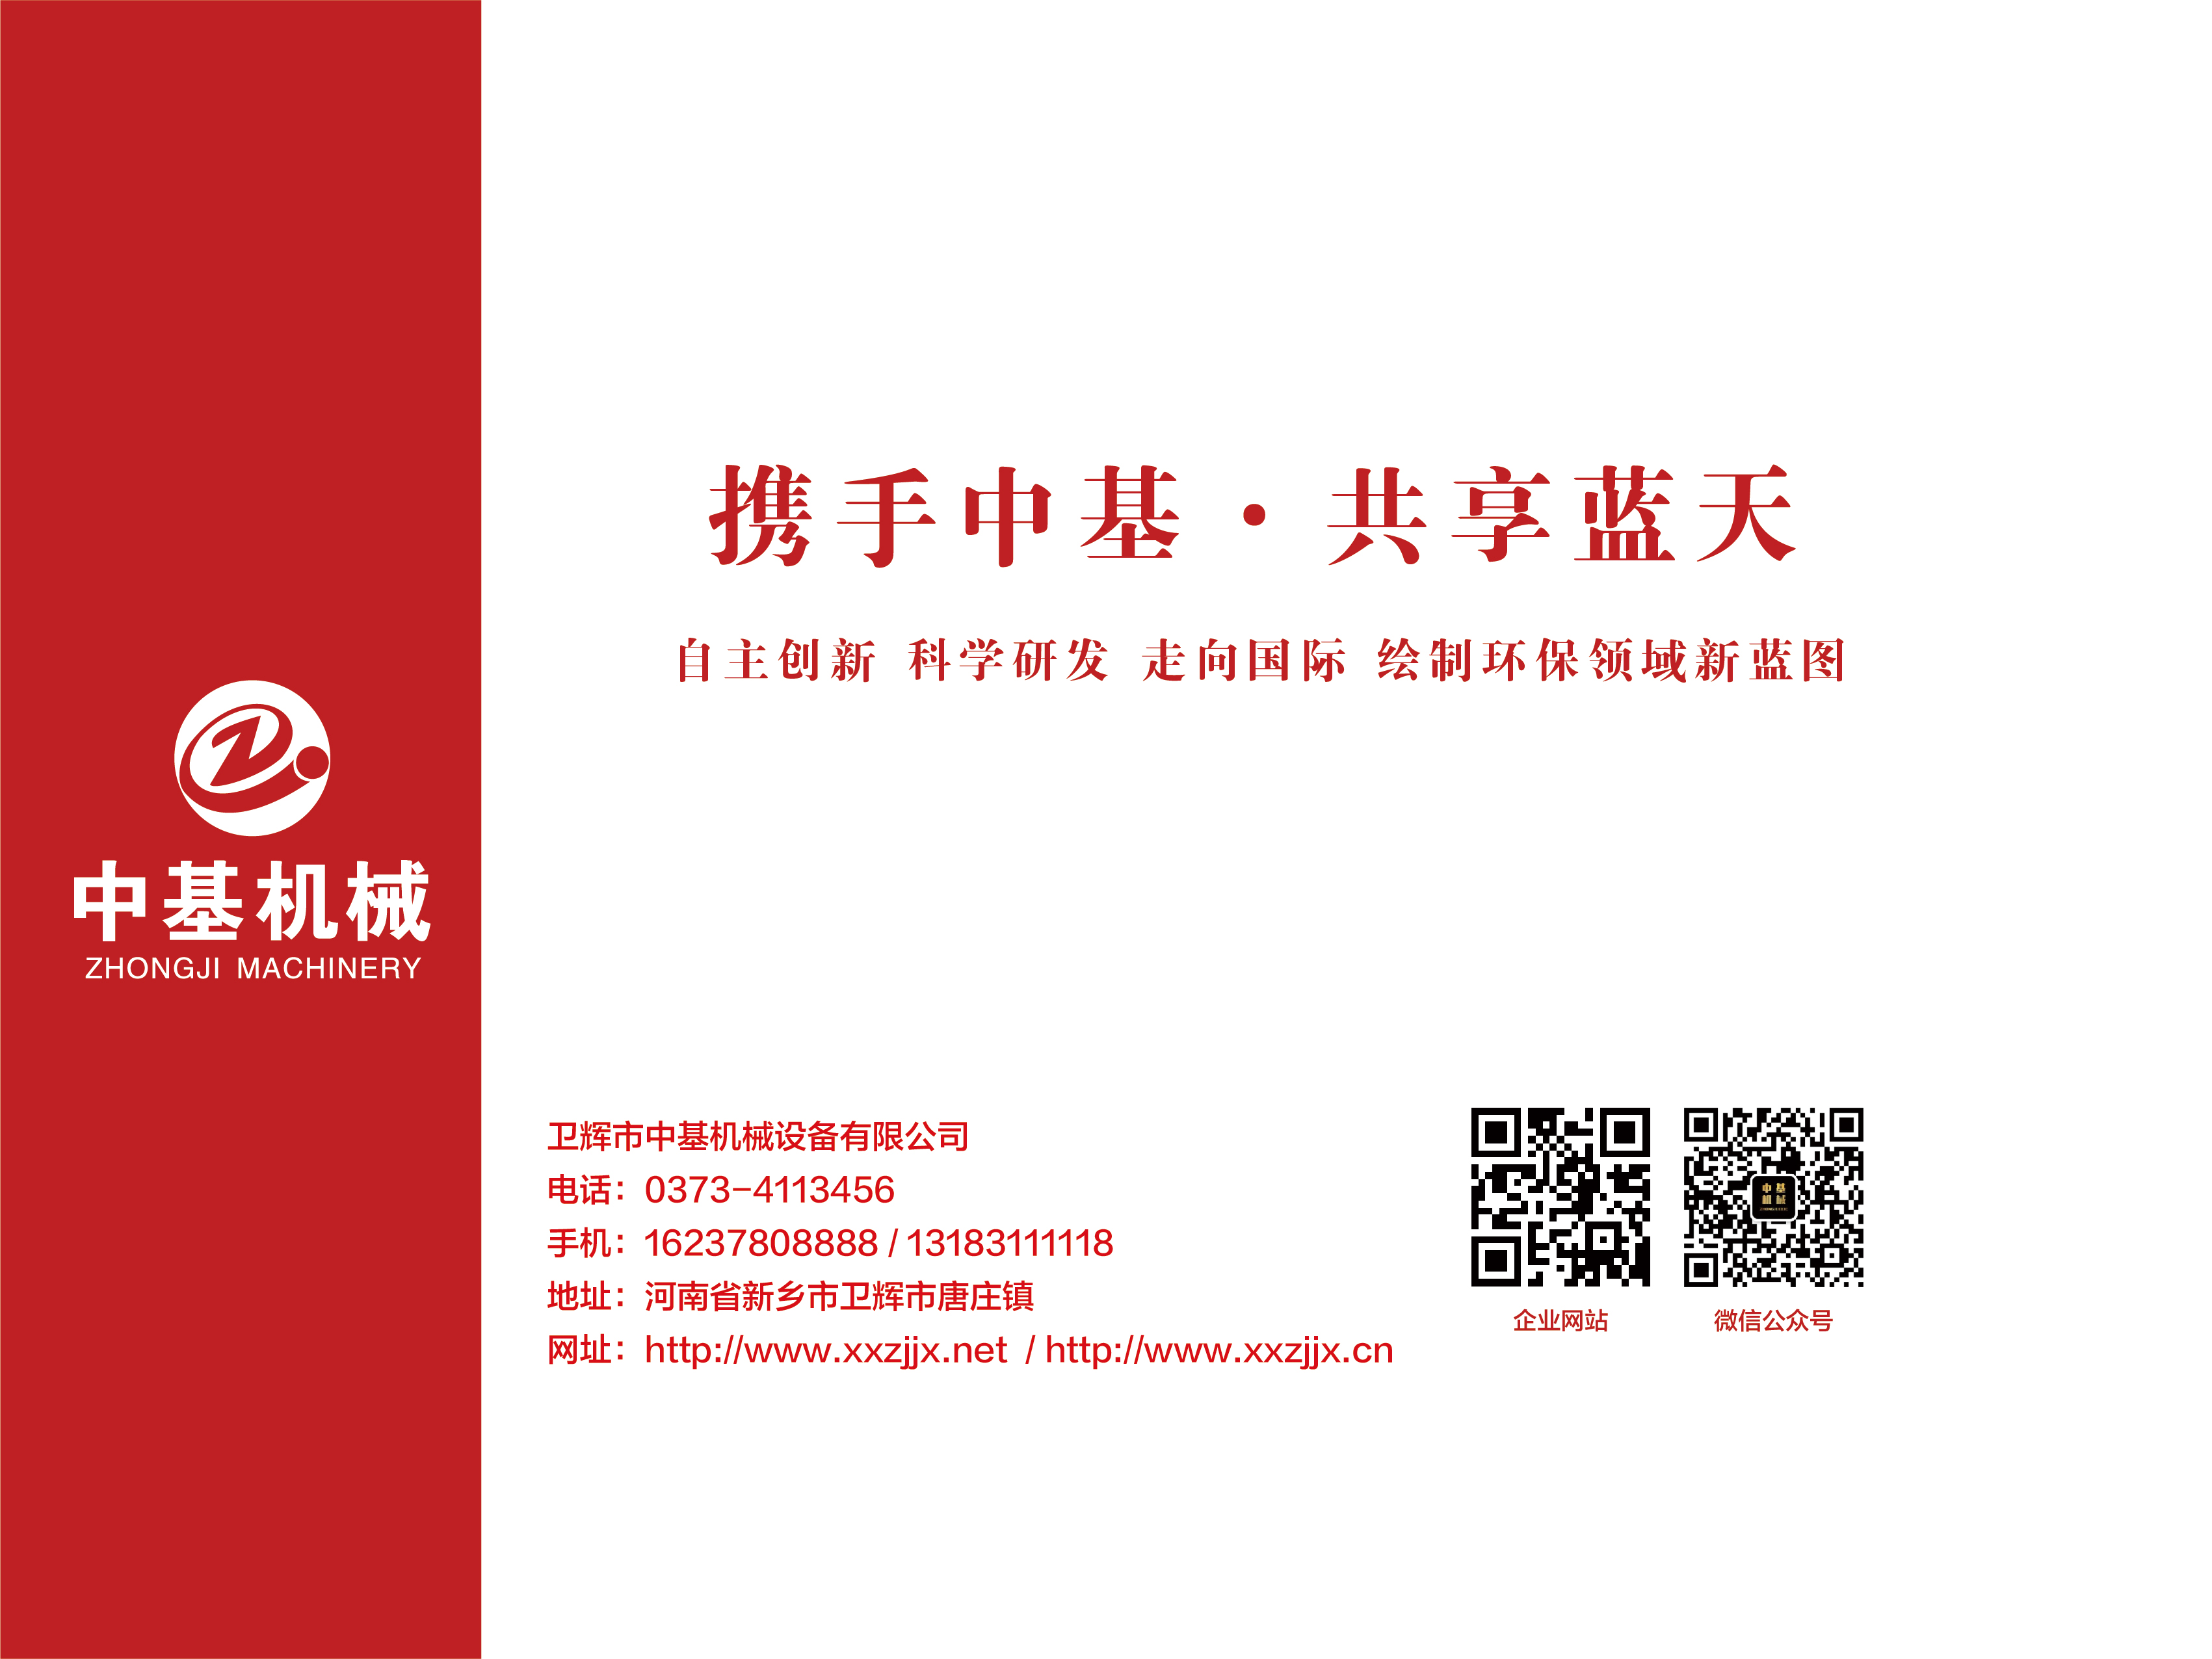 携手中基·共享蓝天
自主创新 科学研发 走向国际 绘制环保领域新蓝图
中基机械
ZHONGJI MACHINERY
卫辉市中基机械设备有限公司
电话：0373-4113456
手机：16237808888 / 13183111118
地址：河南省新乡市卫辉市唐庄镇
网址：http://www.xxzjjx.net / http://www.xxzjjx.cn
中基
机械
企业网站
微信公众号